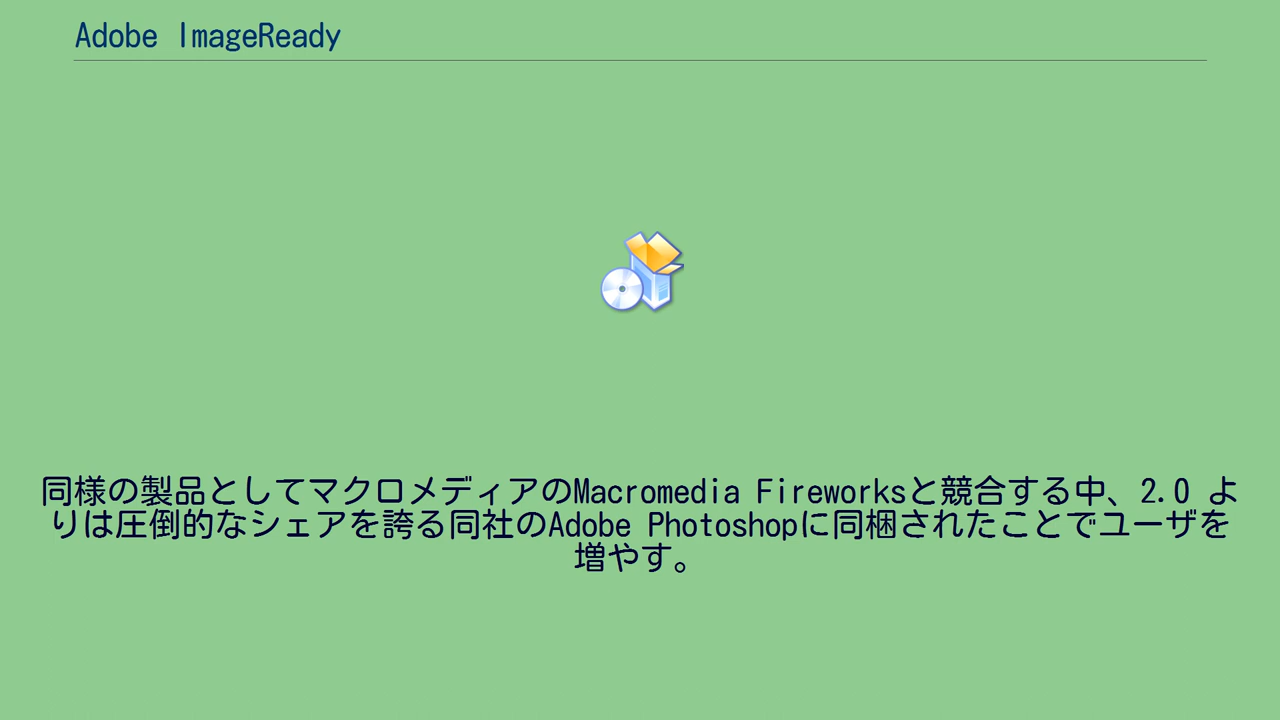 Adobe ImageReady
同様の製品としてマクロメディアのMacromedia Fireworksと競合する中、2.0 よ
りは圧倒的なシェアを誇る同社のAdobe Photoshopに同梱されたことでユーザを
増やす。